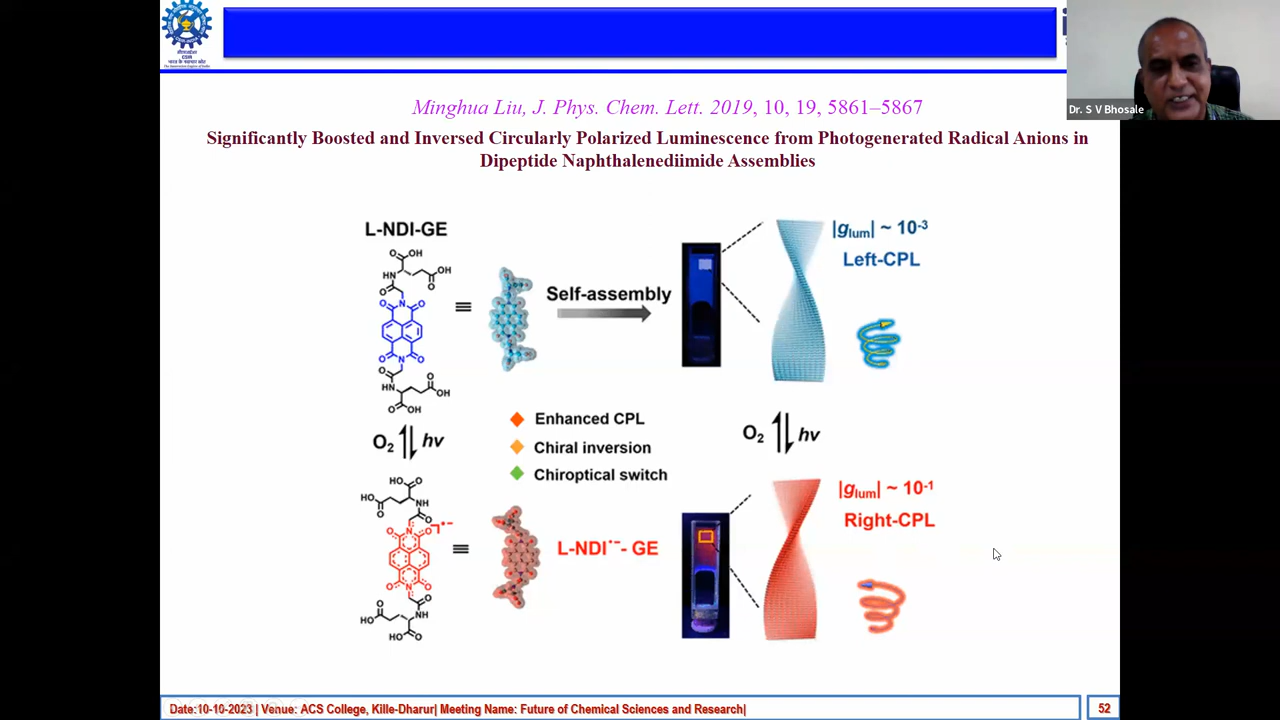 Dr. S V Bhosale
Minghua Liu, J. Phys. Chem. Lett. 2019, 10, 19, 5861–5867
Significantly Boosted and Inversed Circularly Polarized Luminescence from Photogenerated Radical Anions in
Dipeptide Naphthalenediimide Assemblies
L-NDI-GE
Self-assembly
|glum| ~ 10-3
Left-CPL
O2 hv
Enhanced CPL
Chiral inversion
Chiroptical switch
O2 hv
L-NDI•−- GE
|glum| ~ 10-1
Right-CPL
Date:10-10-2023 | Venue: ACS College, Kille-Dharur| Meeting Name: Future of Chemical Sciences and Research|
52